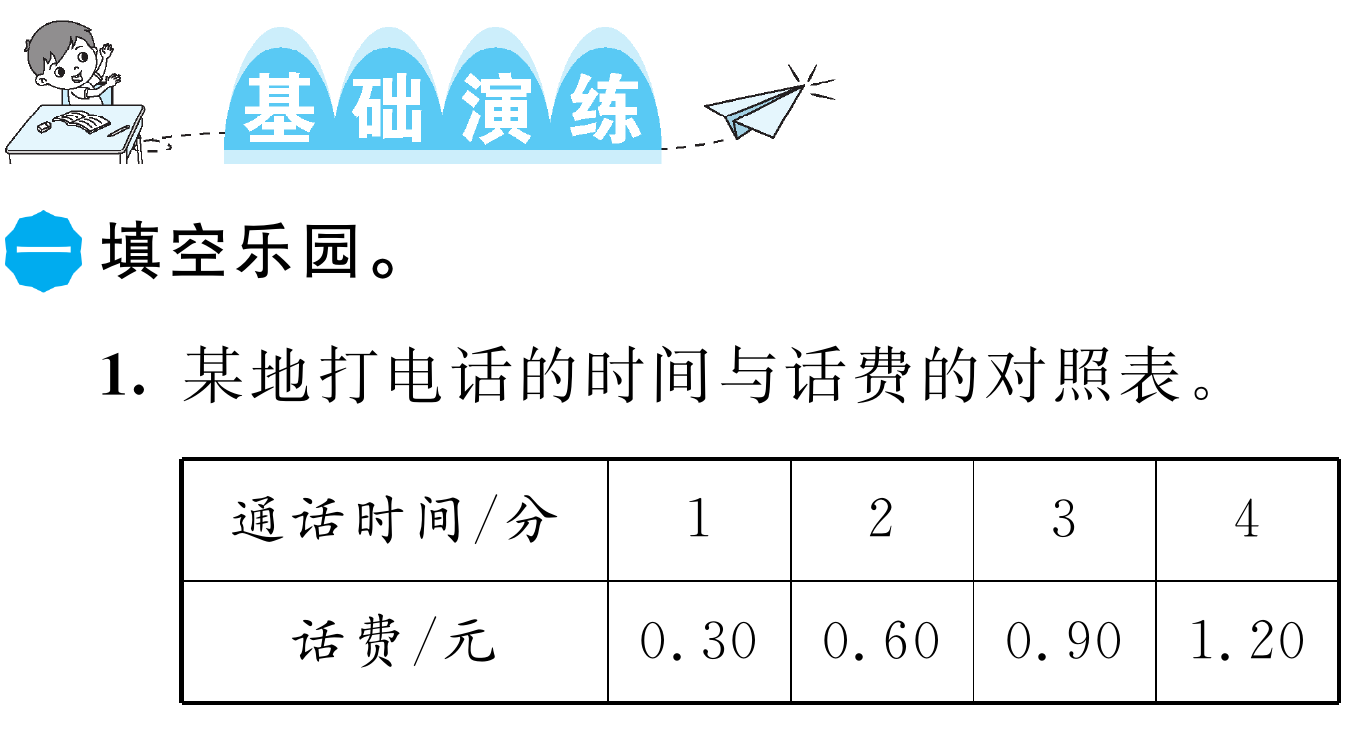 基础演练
一 填空乐园。
1. 某地打电话的时间与话费的对照表。
通话时间/分 1 2 3 4
话费/元 0.30 0.60 0.90 1.20